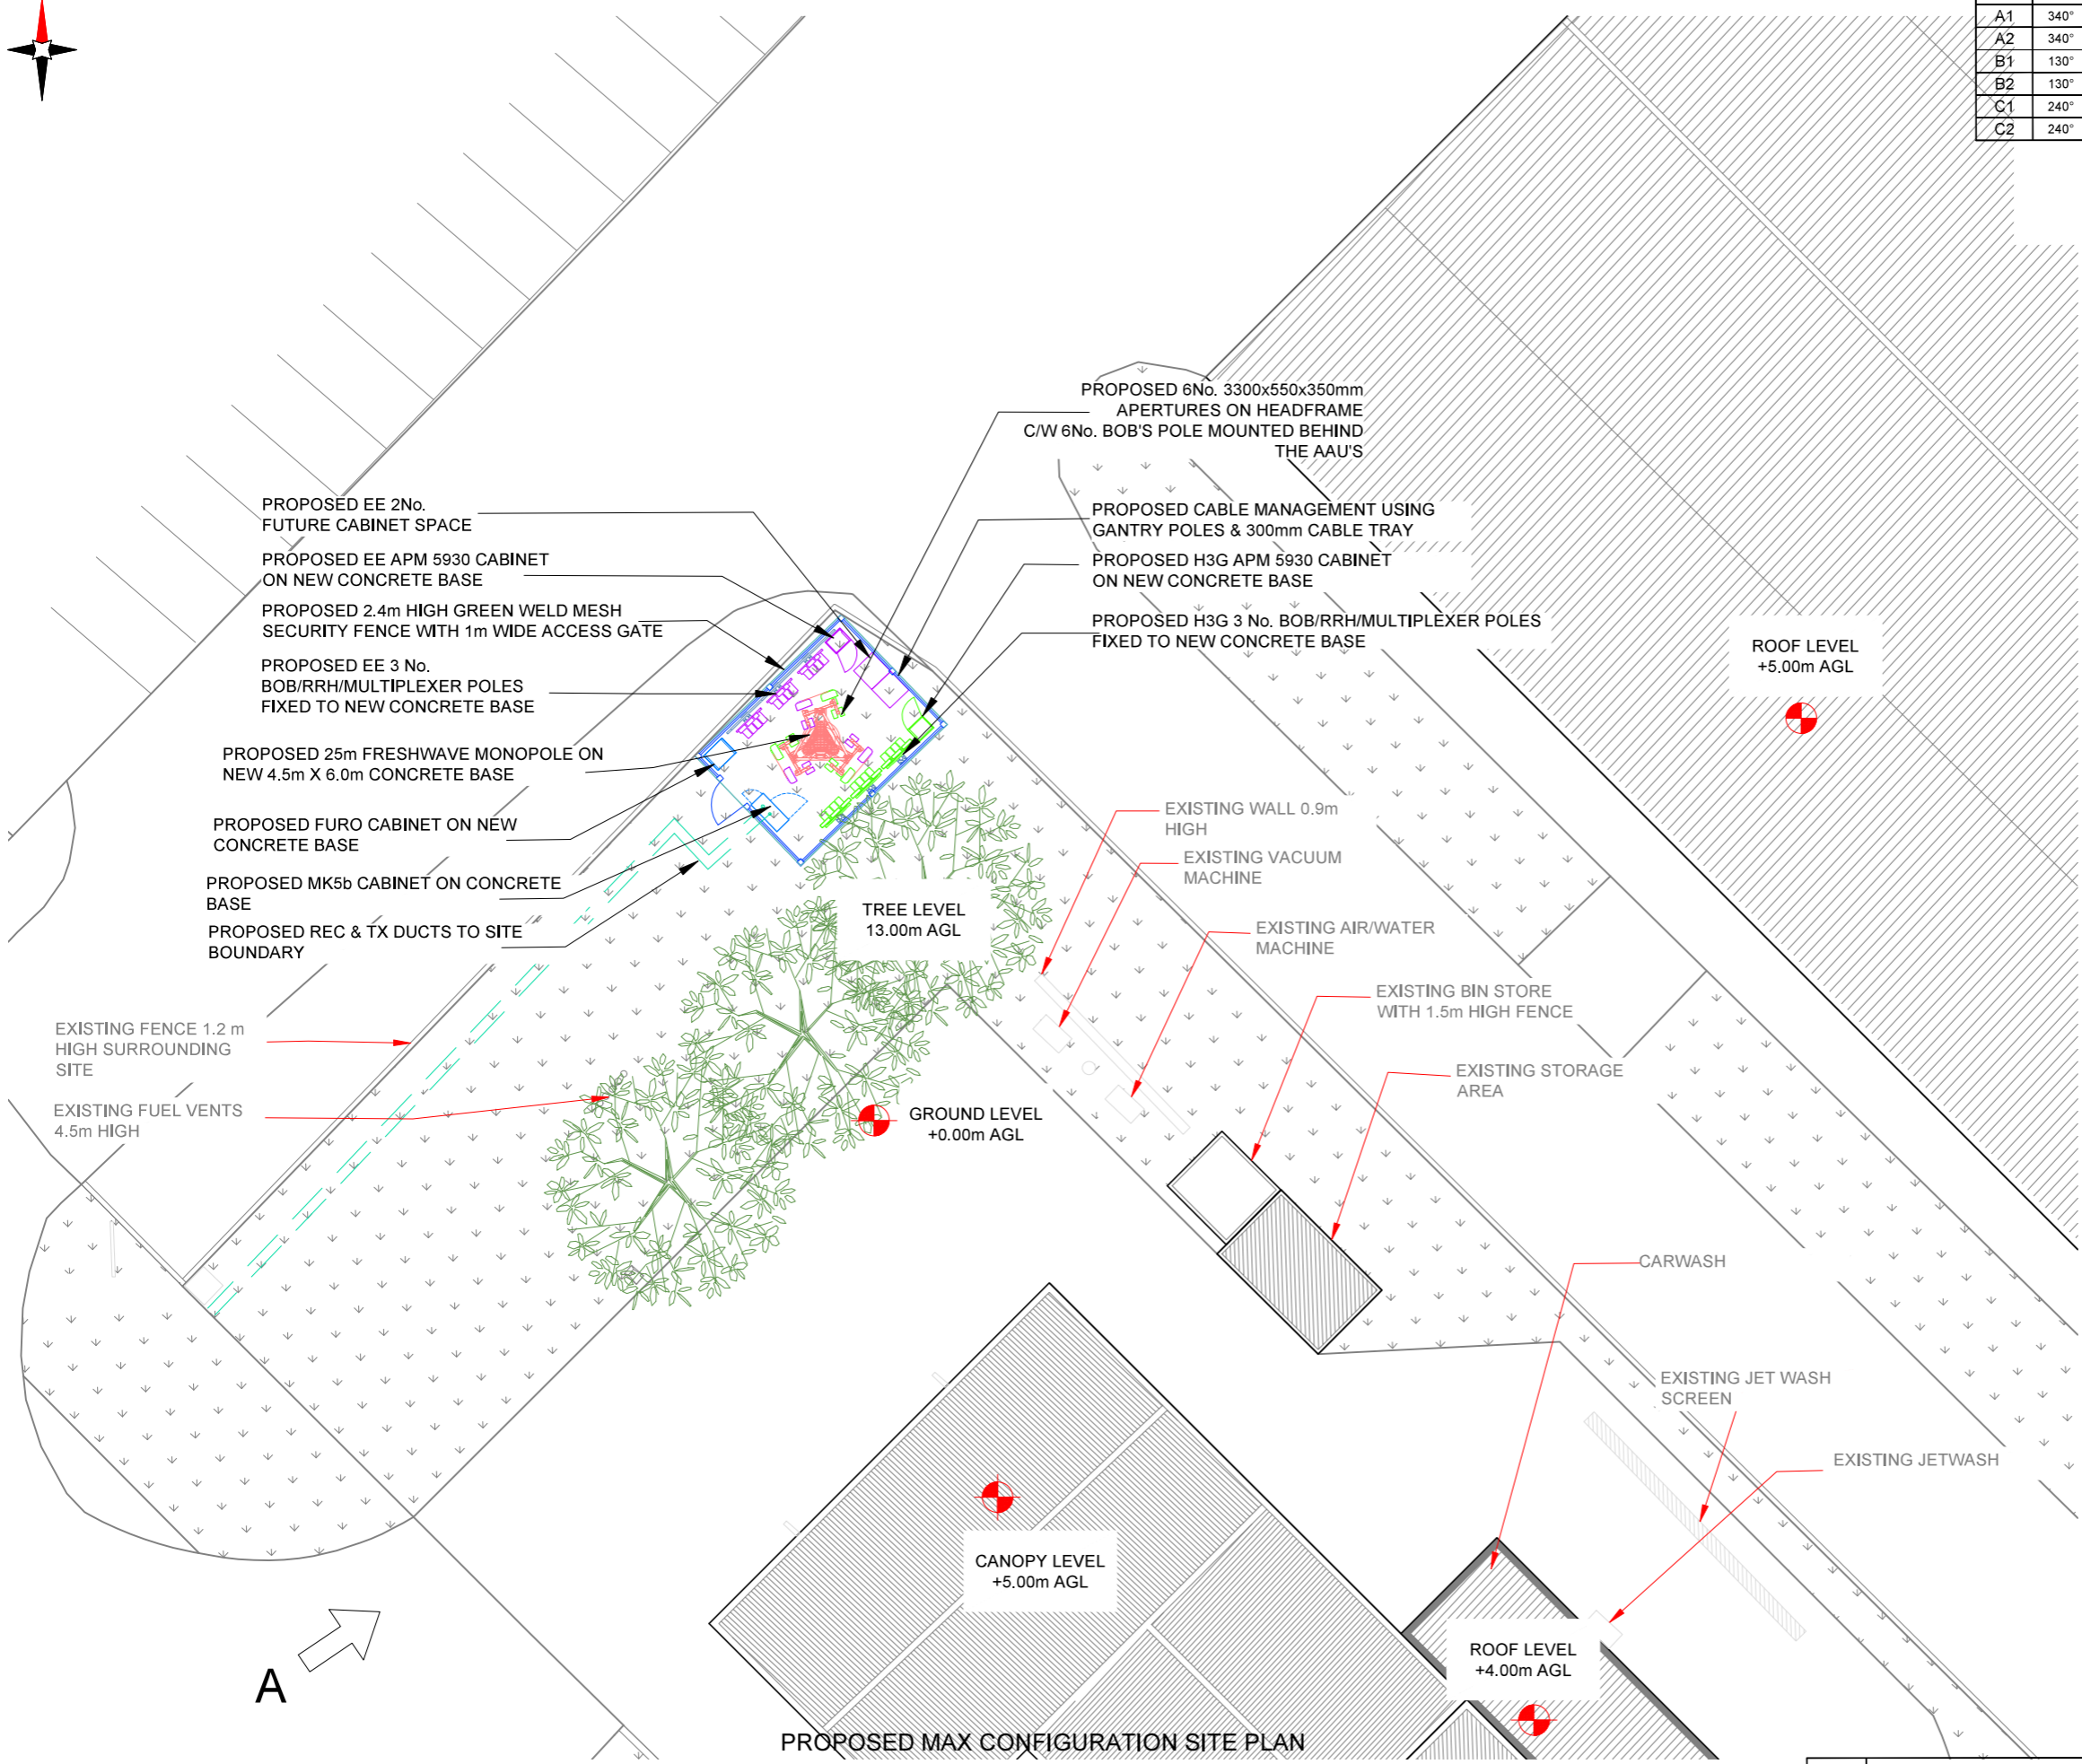 A1 340°
A2 340°
B1 130°
B2 130°
C1 240°
C2 240°
PROPOSED 6No. 3300x550x350mm
APERTURES ON HEADFRAME
C/W 6No. BOB'S POLE MOUNTED BEHIND
THE AAU'S
PROPOSED EE 2No.
FUTURE CABINET SPACE
PROPOSED EE APM 5930 CABINET
ON NEW CONCRETE BASE
PROPOSED 2.4m HIGH GREEN WELD MESH
SECURITY FENCE WITH 1m WIDE ACCESS GATE
PROPOSED EE 3 No.
BOB/RRH/MULTIPLEXER POLES
FIXED TO NEW CONCRETE BASE
PROPOSED 25m FRESHWAVE MONOPOLE ON
NEW 4.5m X 6.0m CONCRETE BASE
PROPOSED FURO CABINET ON NEW
CONCRETE BASE
PROPOSED MK5b CABINET ON CONCRETE
BASE
PROPOSED REC & TX DUCTS TO SITE
BOUNDARY
PROPOSED CABLE MANAGEMENT USING
GANTRY POLES & 300mm CABLE TRAY
PROPOSED H3G APM 5930 CABINET
ON NEW CONCRETE BASE
PROPOSED H3G 3 No. BOB/RRH/MULTIPLEXER POLES
FIXED TO NEW CONCRETE BASE
ROOF LEVEL
+5.00m AGL
EXISTING WALL 0.9m
HIGH
EXISTING VACUUM
MACHINE
TREE LEVEL
13.00m AGL
EXISTING AIR/WATER
MACHINE
EXISTING BIN STORE
WITH 1.5m HIGH FENCE
EXISTING STORAGE
AREA
EXISTING FENCE 1.2 m
HIGH SURROUNDING
SITE
EXISTING FUEL VENTS
4.5m HIGH
GROUND LEVEL
+0.00m AGL
CARWASH
EXISTING JET WASH
SCREEN
EXISTING JETWASH
CANOPY LEVEL
+5.00m AGL
ROOF LEVEL
+4.00m AGL
A
PROPOSED MAX CONFIGURATION SITE PLAN